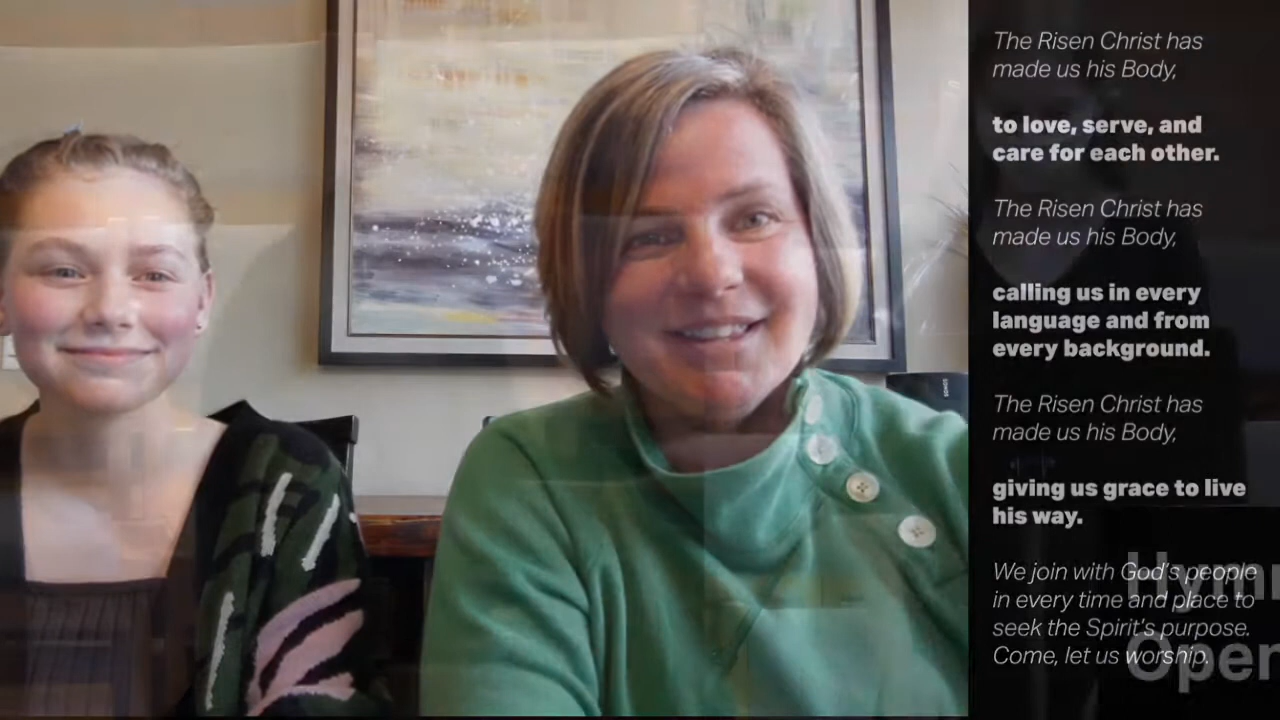 The Risen Christ has
made us his Body,
to love, serve, and
care for each other.
The Risen Christ has
made us his Body,
calling us in every
language and from
every background.
The Risen Christ has
made us his Body,
giving us grace to live
his way.
We join with God's people
in every time and place to
seek the Spirit's purpose.
Come, let us worship.
Hymn
Open
SONOS